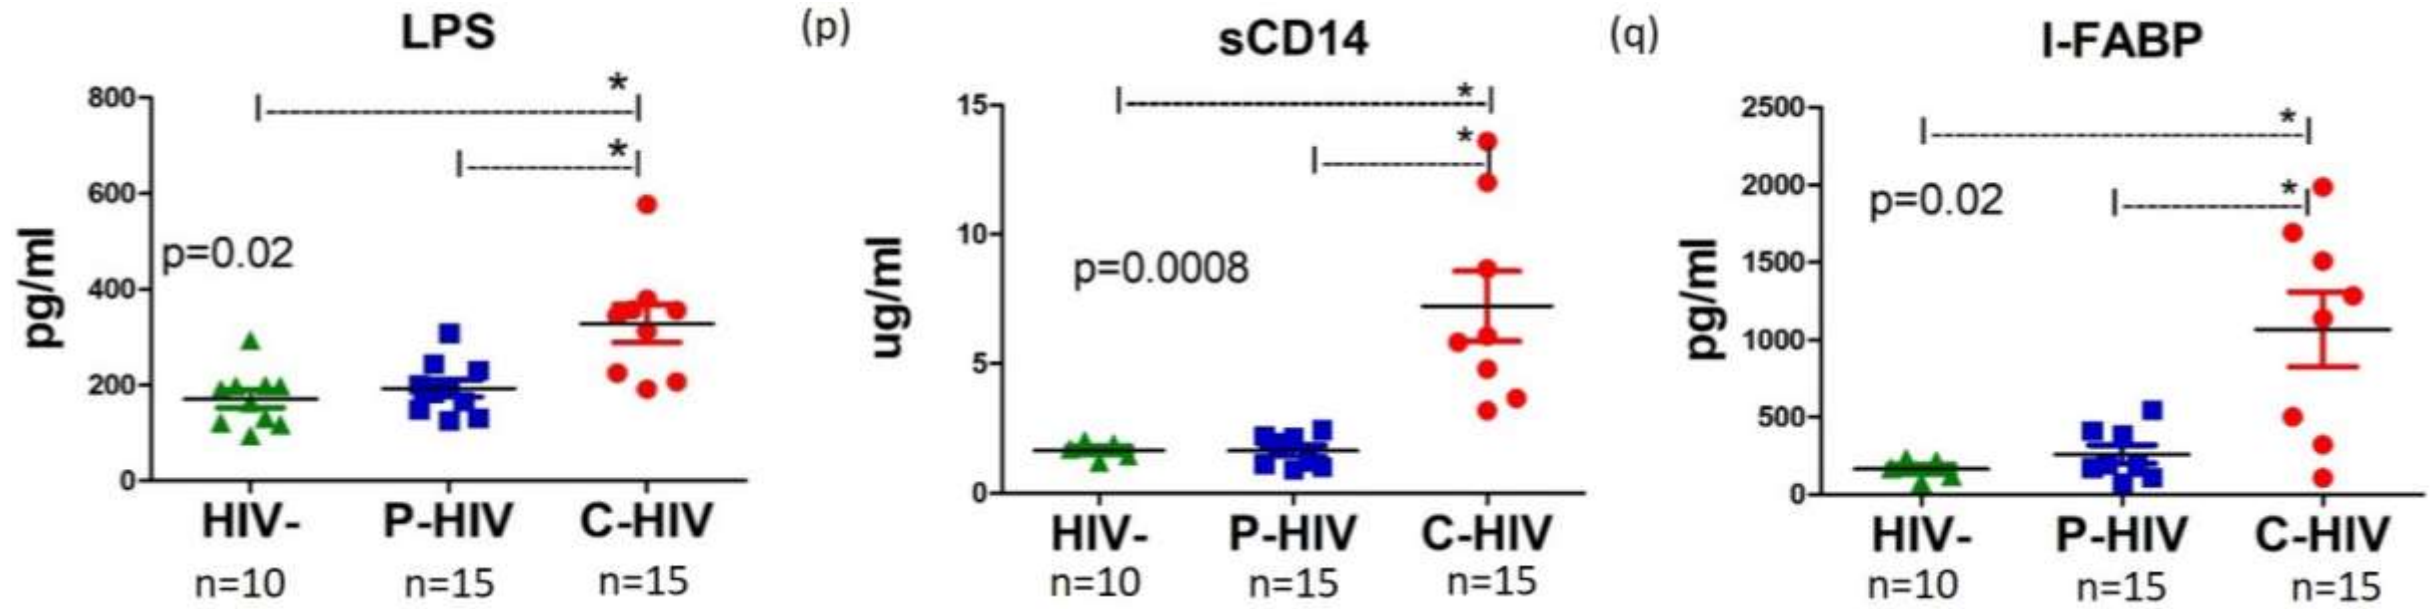 LPS
800
600
400
200
0
pg/ml
p=0.02
*
*
HIV- P-HIV C-HIV
n=10 n=15 n=15
(p)
sCD14
15
10
5
0
ug/ml
p=0.0008
*
*
HIV- P-HIV C-HIV
n=10 n=15 n=15
(q)
I-FABP
2500
2000
1500
1000
500
0
pg/ml
p=0.02
*
*
HIV- P-HIV C-HIV
n=10 n=15 n=15